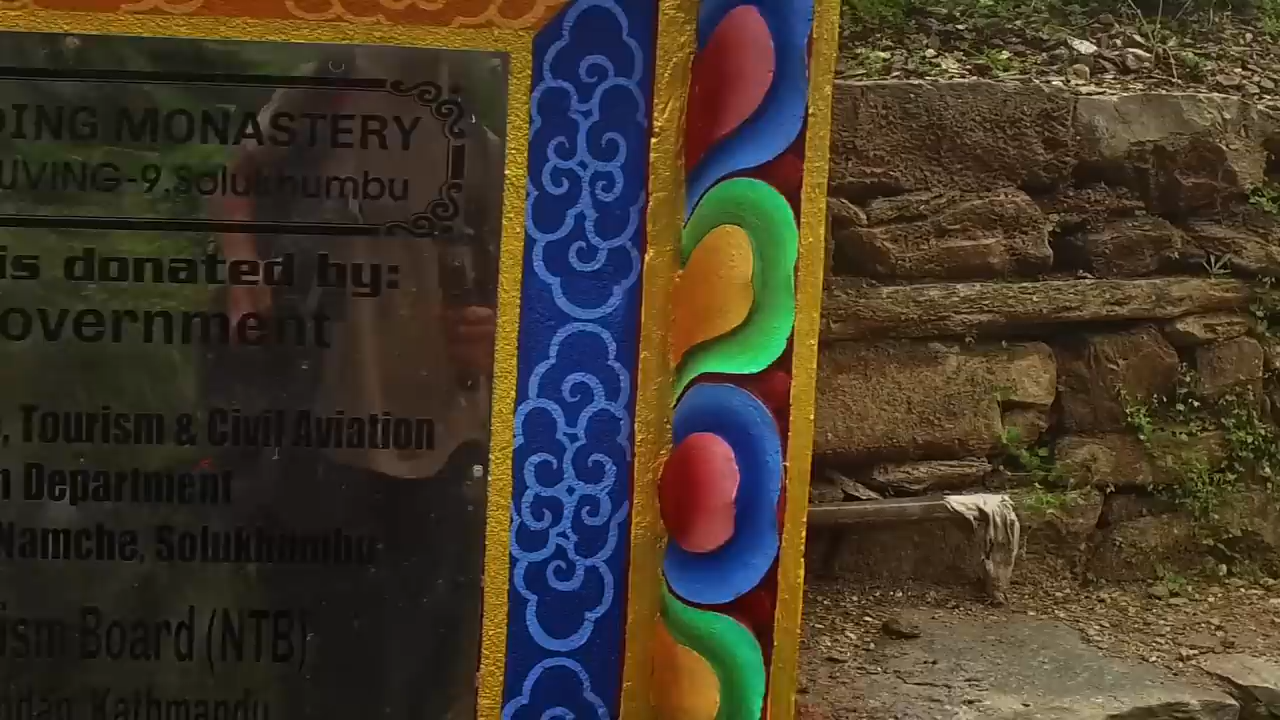 DING MONASTERY
UVING-9,Solukhumbu
is donated by:
overnment
, Tourism & Civil Aviation
n Department
Namche, Solukhumbu
ism Board (NTB)
Kathmandu